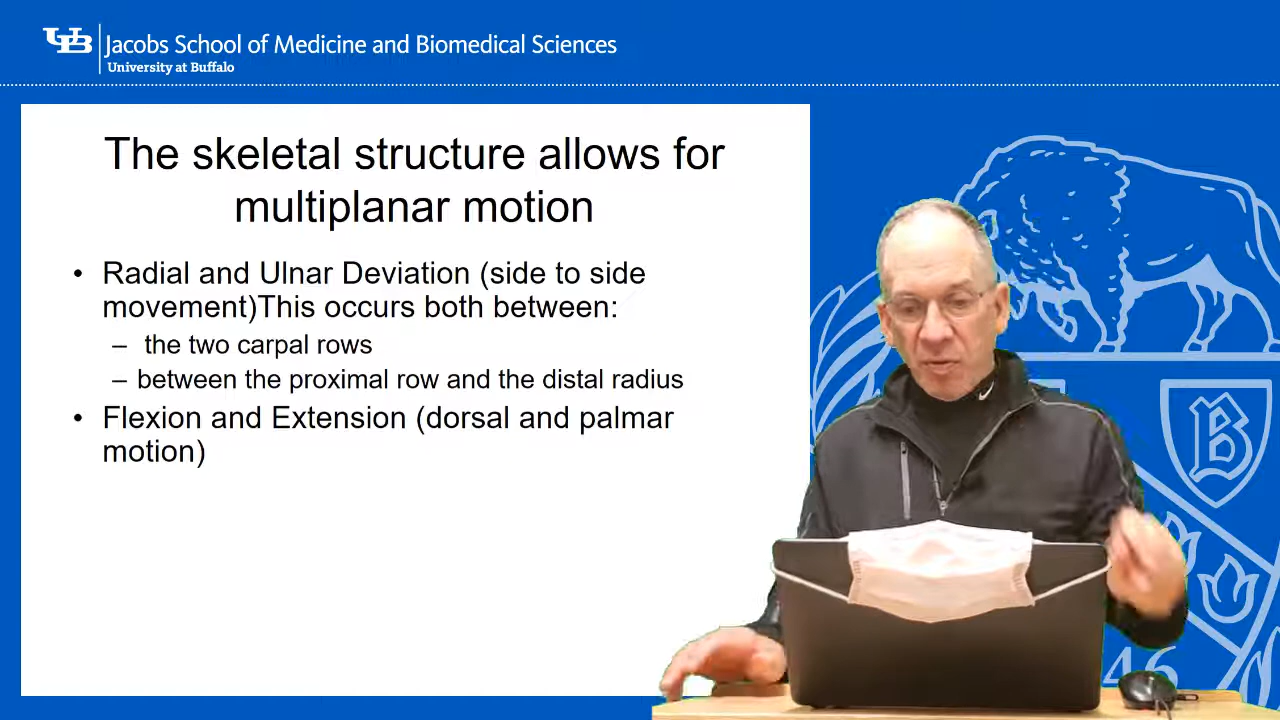 UB
Jacobs School of Medicine and Biomedical Sciences
University at Buffalo
The skeletal structure allows for
multiplanar motion
• Radial and Ulnar Deviation (side to side
movement)This occurs both between:
– the two carpal rows
– between the proximal row and the distal radius
• Flexion and Extension (dorsal and palmar
motion)
B
46